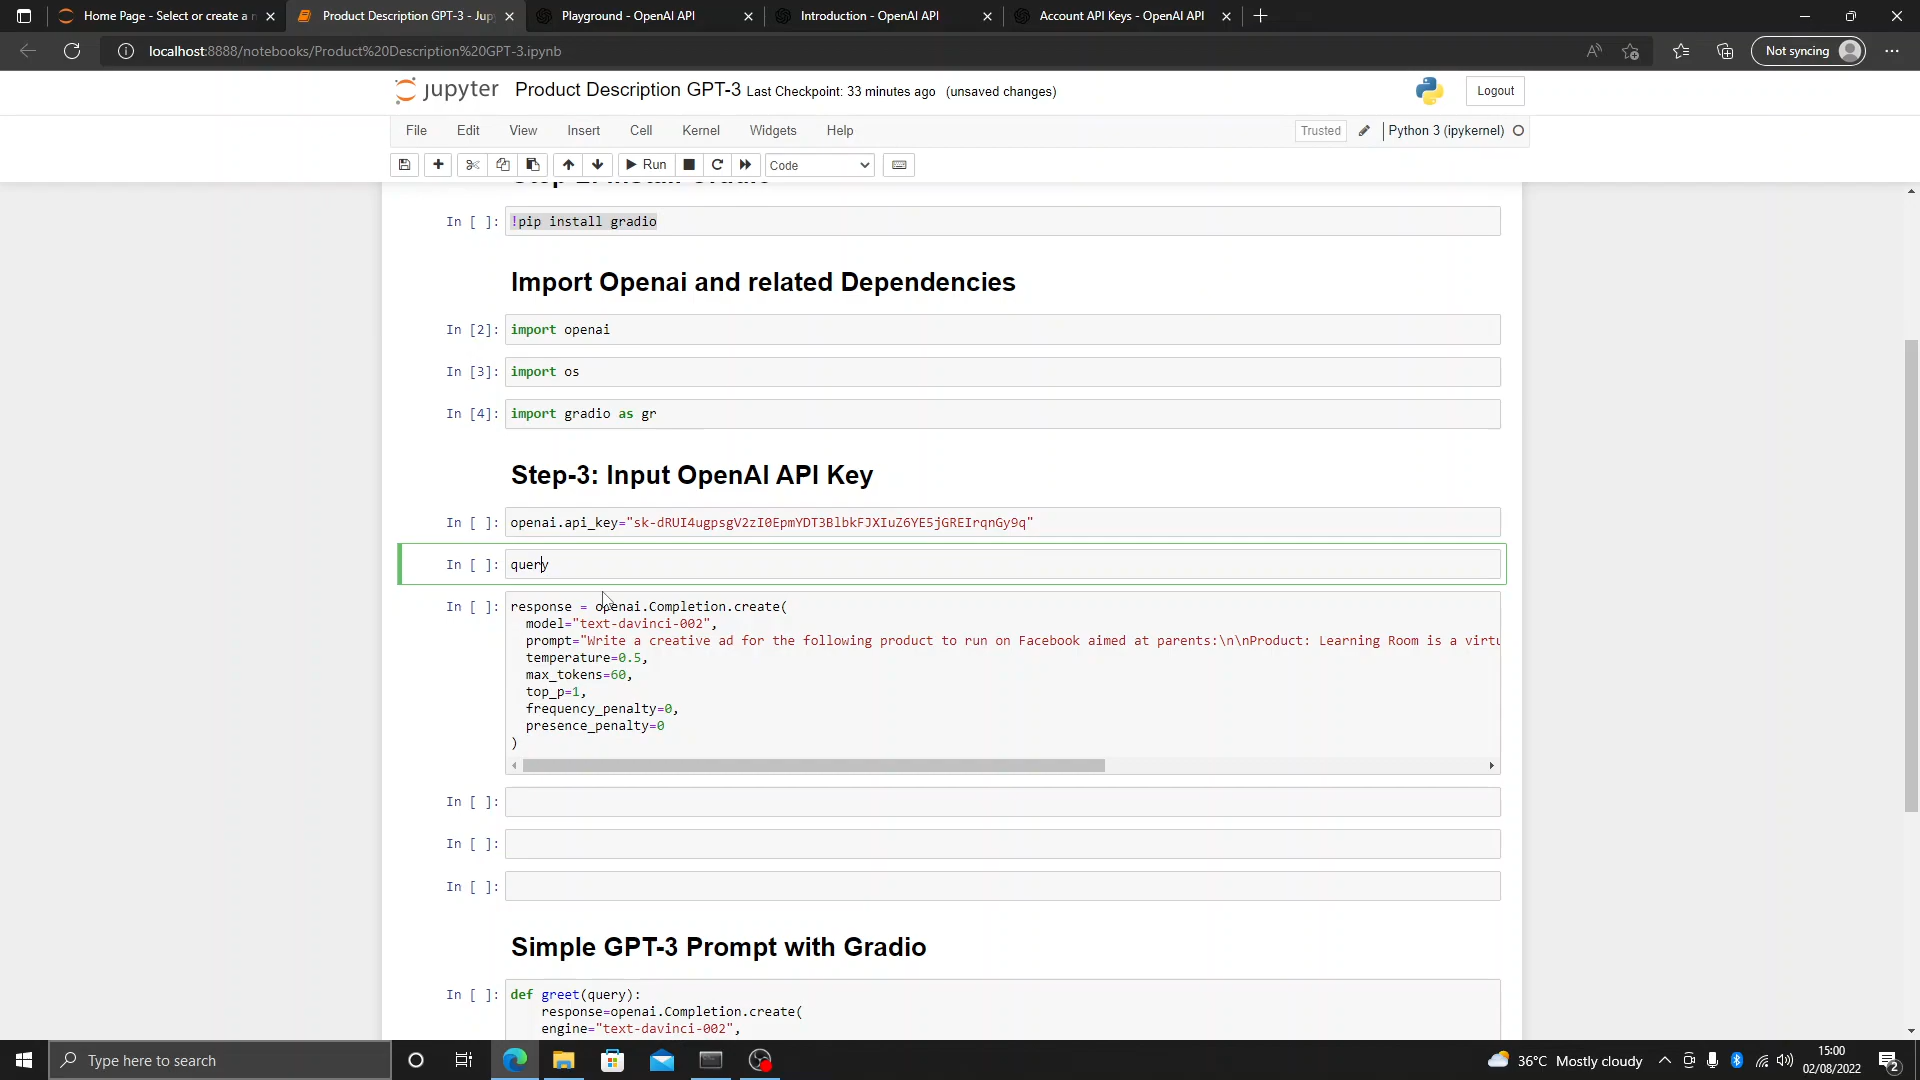 Home Page - Select or create a n
Product Description GPT-3 - Jup
Playground - OpenAI API
Introduction - OpenAI API
Account API Keys - OpenAI API
localhost:8888/notebooks/Product%20Description%20GPT-3.ipynb
Not syncing
jupyter Product Description GPT-3 Last Checkpoint: 33 minutes ago (unsaved changes)
Logout
File Edit View Insert Cell Kernel Widgets Help
Trusted
Python 3 (ipykernel)
Run
Code
In [ ]: !pip install gradio
Import Openai and related Dependencies
In [2]: import openai
In [3]: import os
In [4]: import gradio as gr
Step-3: Input OpenAI API Key
In [ ]: openai.api_key="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"
In [ ]: query
In [ ]: response = openai.Completion.create(
model="text-davinci-002",
prompt="Write a creative ad for the following product to run on Facebook aimed at parents:\n\nProduct: Learning Room is a virtu
temperature=0.5,
max_tokens=60,
top_p=1,
frequency_penalty=0,
presence_penalty=0
)
In [ ]:
In [ ]:
In [ ]:
Simple GPT-3 Prompt with Gradio
In [ ]: def greet(query):
response=openai.Completion.create(
engine="text-davinci-002",
Type here to search
36°C Mostly cloudy
15:00
02/08/2022
2